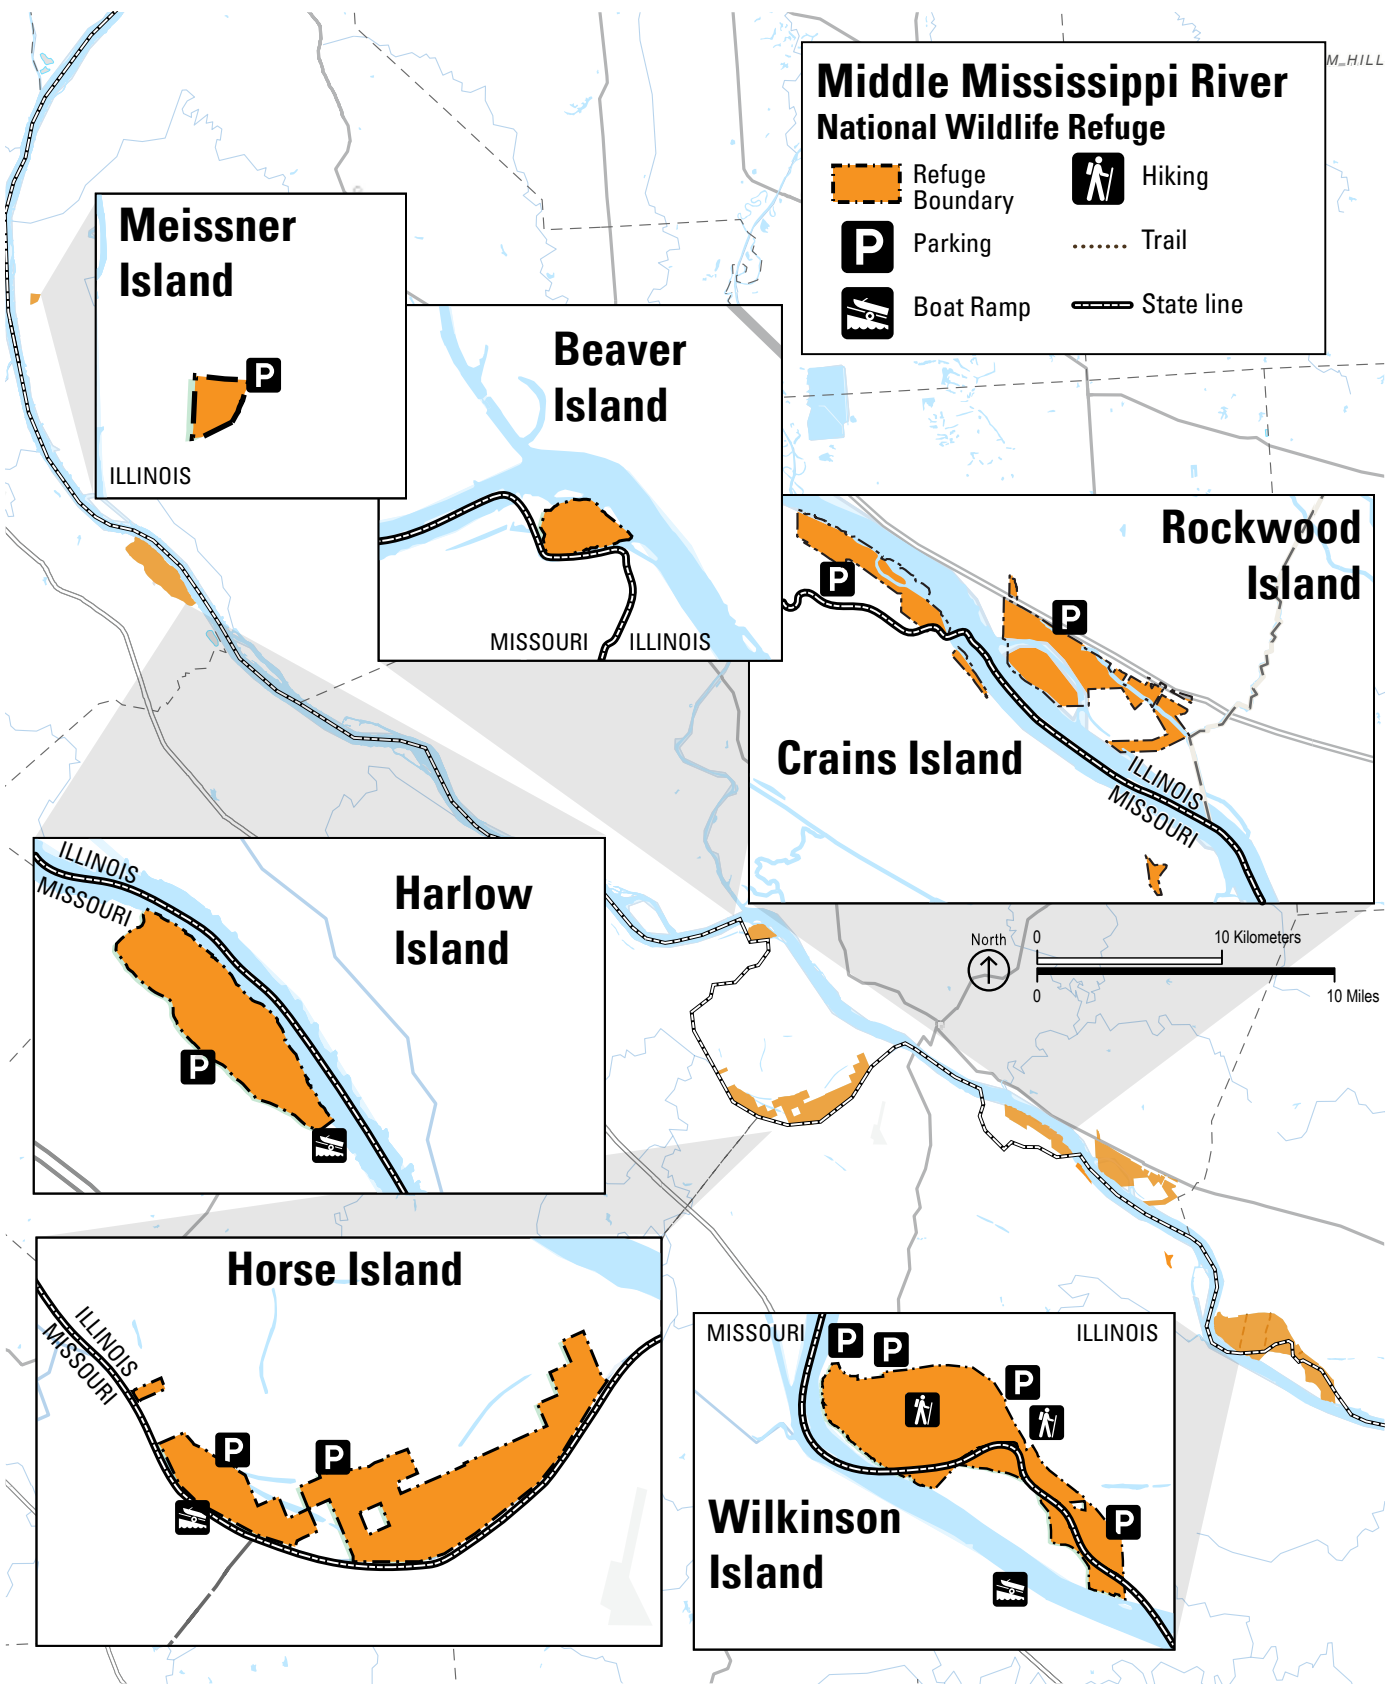 Middle Mississippi River
National Wildlife Refuge
Refuge
Boundary
Hiking
P
Parking
Trail
Boat Ramp
State line
M HILL
Meissner
Island
P
ILLINOIS
Beaver
Island
MISSOURI
ILLINOIS
Rockwood
Island
P
P
Crains Island
ILLINOIS
MISSOURI
ILLINOIS
MISSOURI
Harlow
Island
P
North
0
10 Kilometers
0
10 Miles
Horse Island
ILLINOIS
MISSOURI
P
P
MISSOURI
ILLINOIS
P
P
P
P
Wilkinson
Island